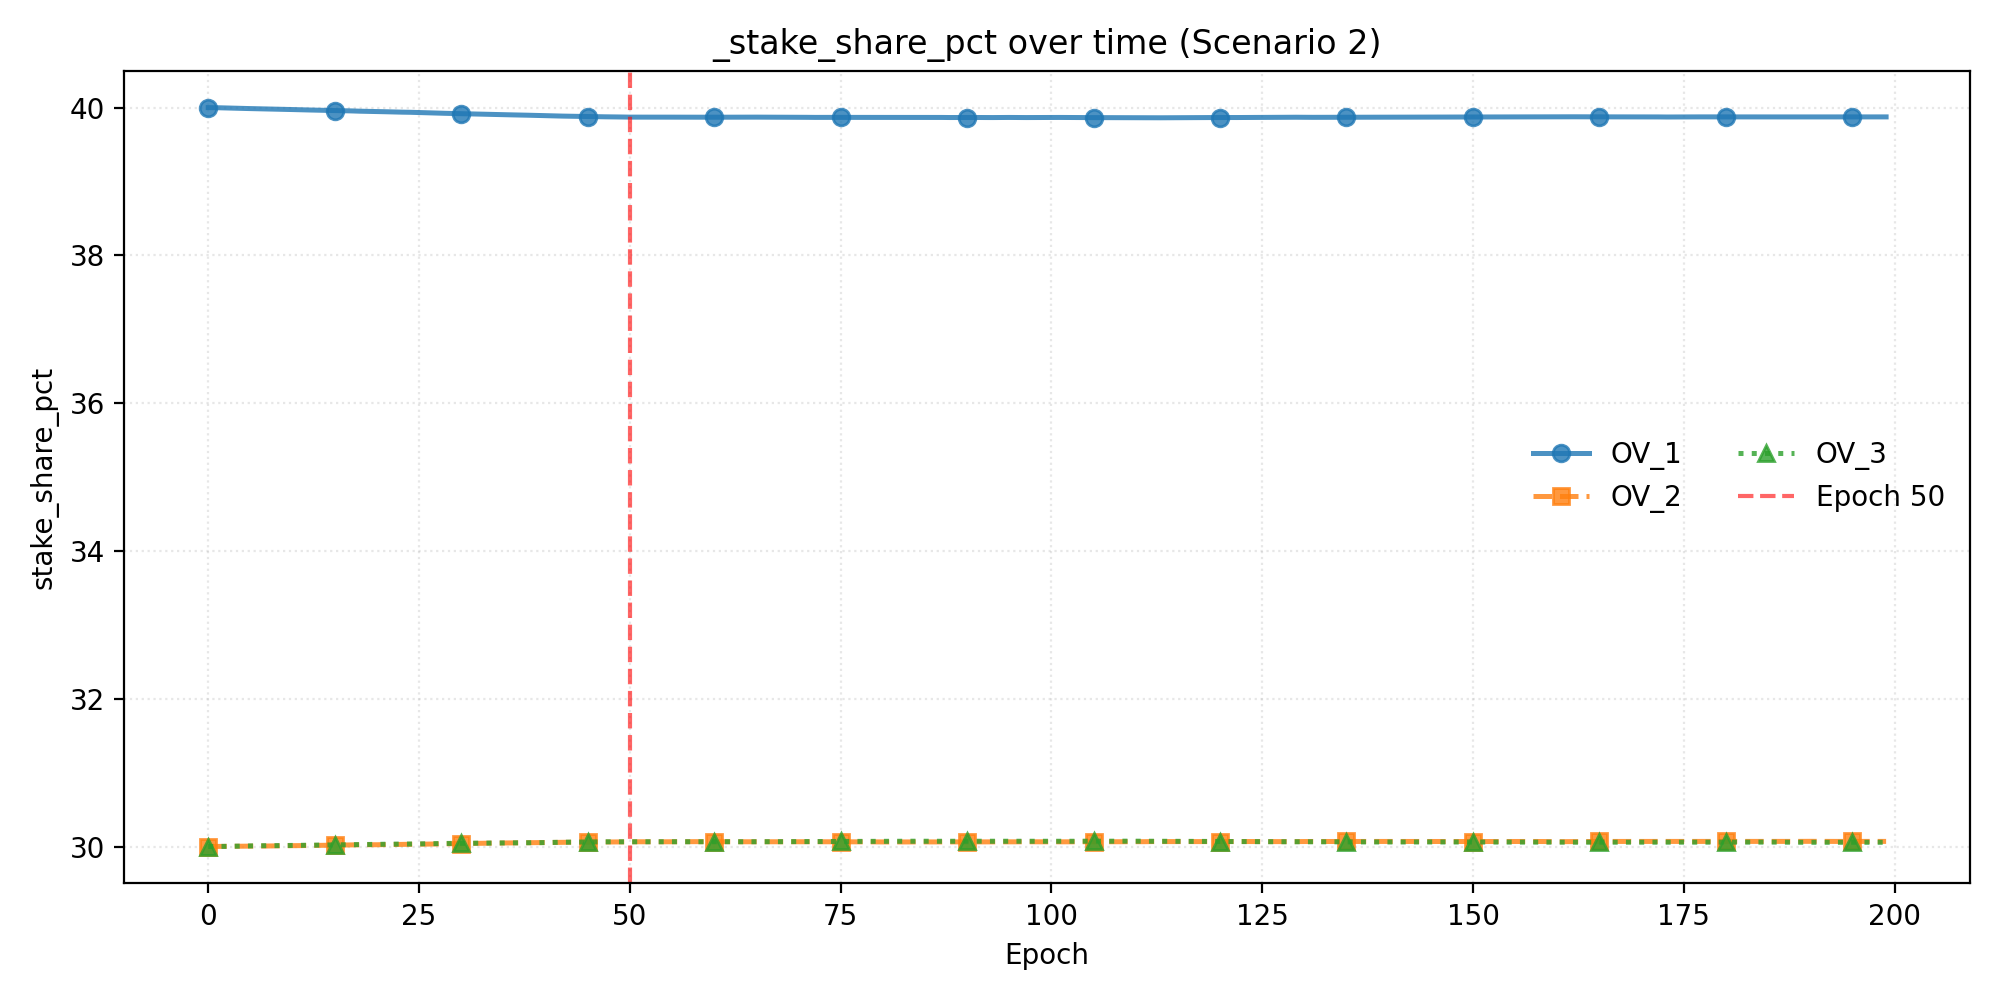 _stake_share_pct over time (Scenario 2)
stake_share_pct
40
38
36
34
32
30
OV_1
OV_2
OV_3
Epoch 50
0 25 50 75 100 125 150 175 200
Epoch